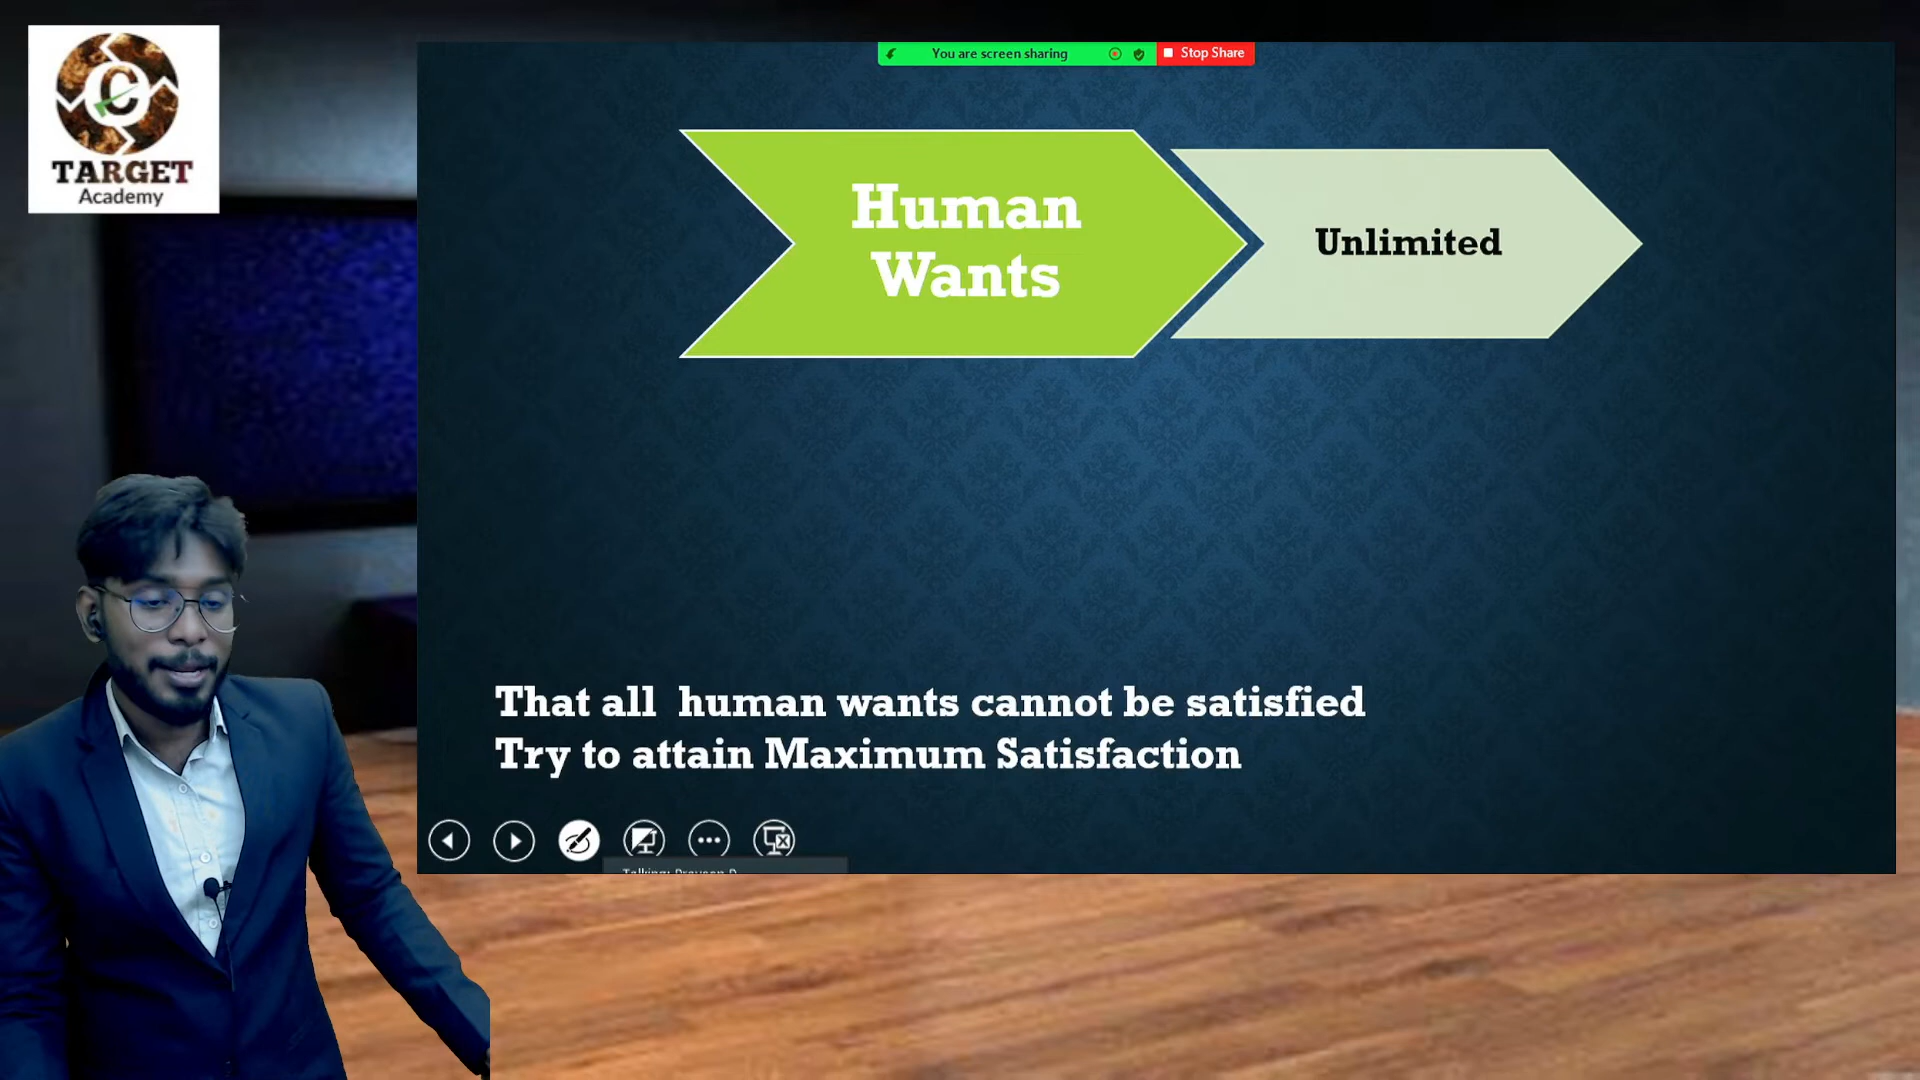 TARGET
Academy
You are screen sharing
Stop Share
Human
Wants
Unlimited
That all human wants cannot be satisfied
Try to attain Maximum Satisfaction